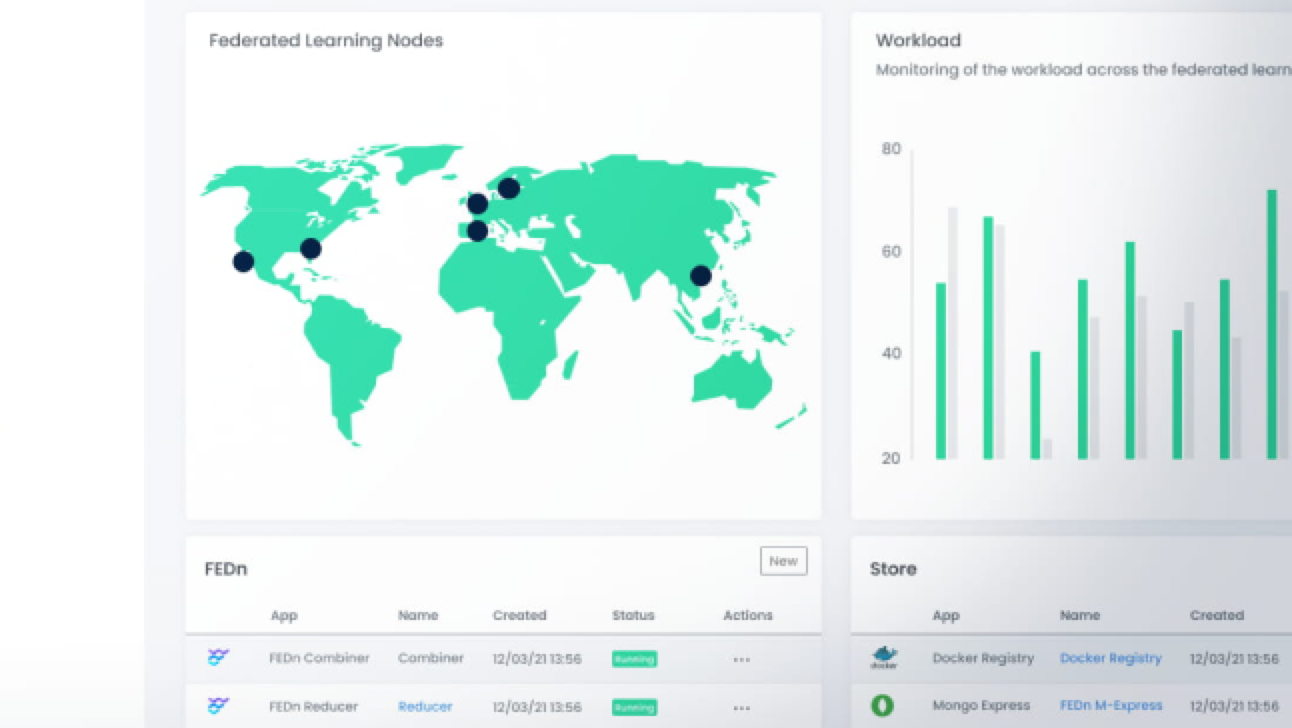 Federated Learning Nodes
Workload
Monitoring of the workload across the federated learn
80
60
40
20
FEDn
New
App Name Created Status Actions
FEDn Combiner Combiner 12/03/21 13:56 Running ...
FEDn Reducer Reducer 12/03/21 13:56 Running ...
Store
App Name Created
docker Docker Registry Docker Registry 12/03/21 13:56
Mongo Express FEDn M-Express 12/03/21 13:56